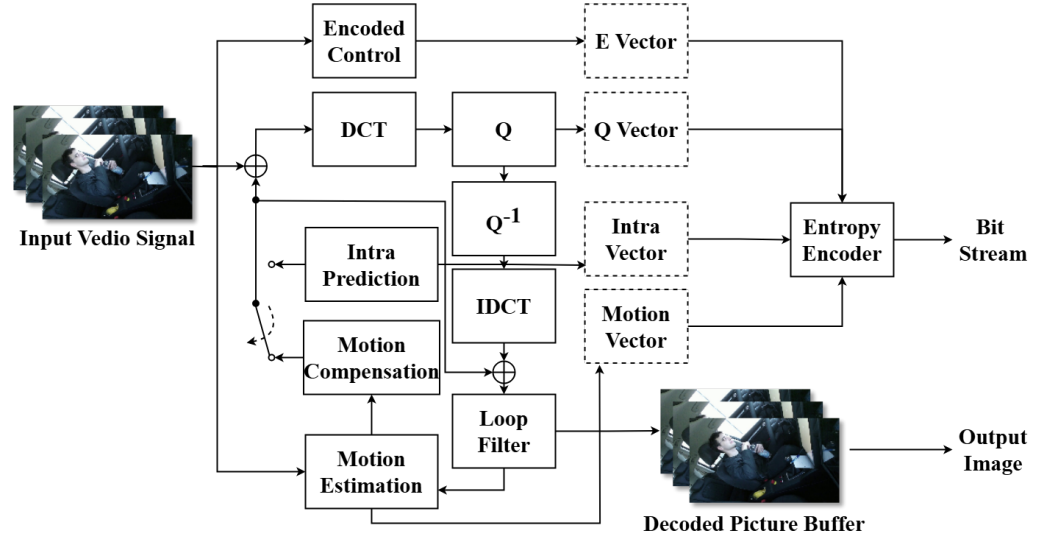 Encoded
Control
E Vector
DCT
Q
Q Vector
Input Vedio Signal
Q-1
Intra
Prediction
Intra
Vector
Entropy
Encoder
Bit
Stream
IDCT
Motion
Vector
Motion
Compensation
Loop
Filter
Motion
Estimation
Output
Image
Decoded Picture Buffer